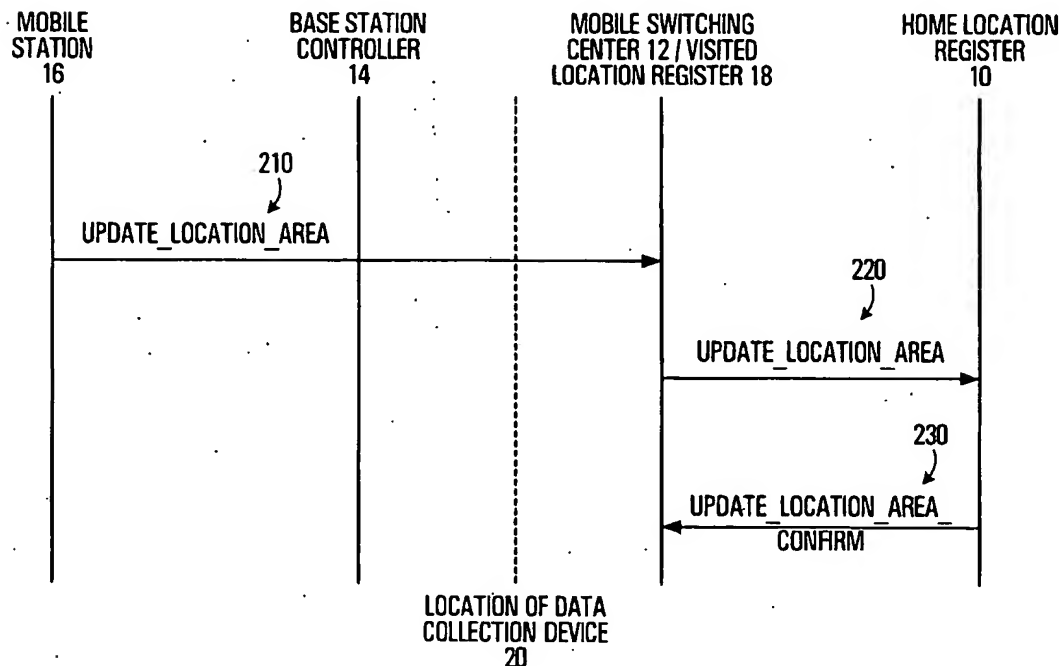 MOBILE
STATION
16
BASE STATION
CONTROLLER
14
MOBILE SWITCHING
CENTER 12 / VISITED
LOCATION REGISTER 18
HOME LOCATION
REGISTER
10
210
UPDATE_LOCATION_AREA
220
UPDATE_LOCATION_AREA
230
UPDATE_LOCATION_AREA_
CONFIRM
LOCATION OF DATA
COLLECTION DEVICE
20